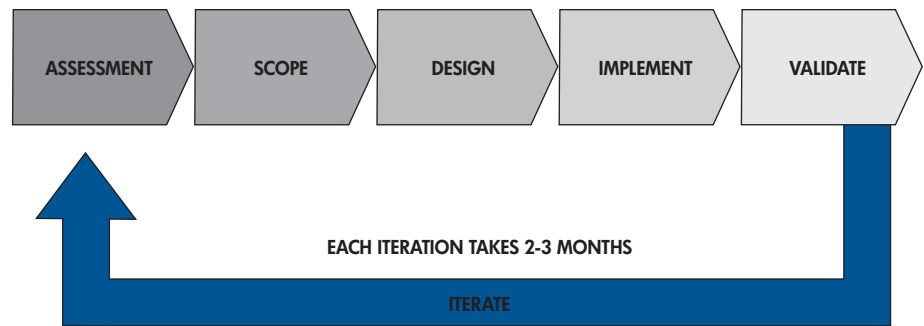 ASSESSMENT
SCOPE
DESIGN
IMPLEMENT
VALIDATE
EACH ITERATION TAKES 2-3 MONTHS
ITERATE